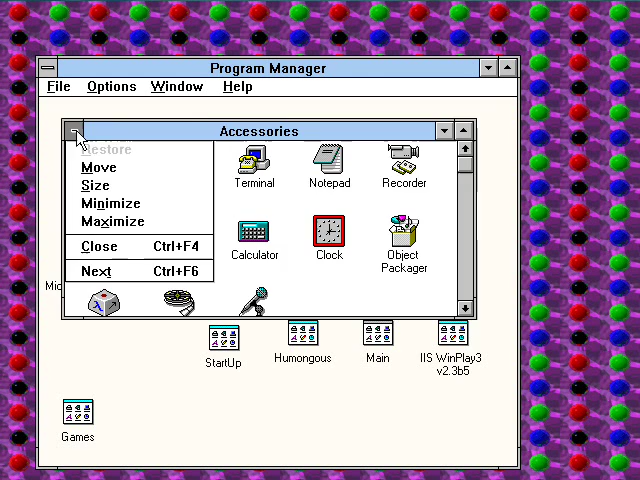 Program Manager
File Options Window Help
Accessories
Restore
Move
Size
Minimize
Maximize
Close Ctrl+F4
Next Ctrl+F6
Terminal
Notepad
Recorder
Calculator
Clock
Object
Packager
StartUp
Humongous
Main
IIS WinPlay3
v2.3b5
Games